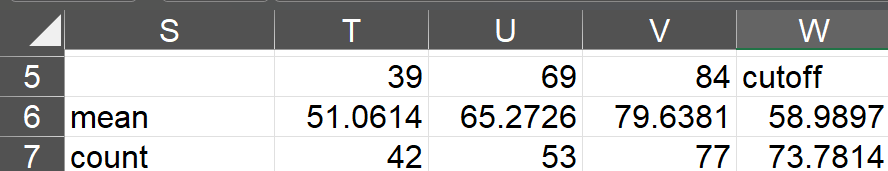 S T U V W
5 39 69 84 cutoff
6 mean 51.0614 65.2726 79.6381 58.9897
7 count 42 53 77 73.7814